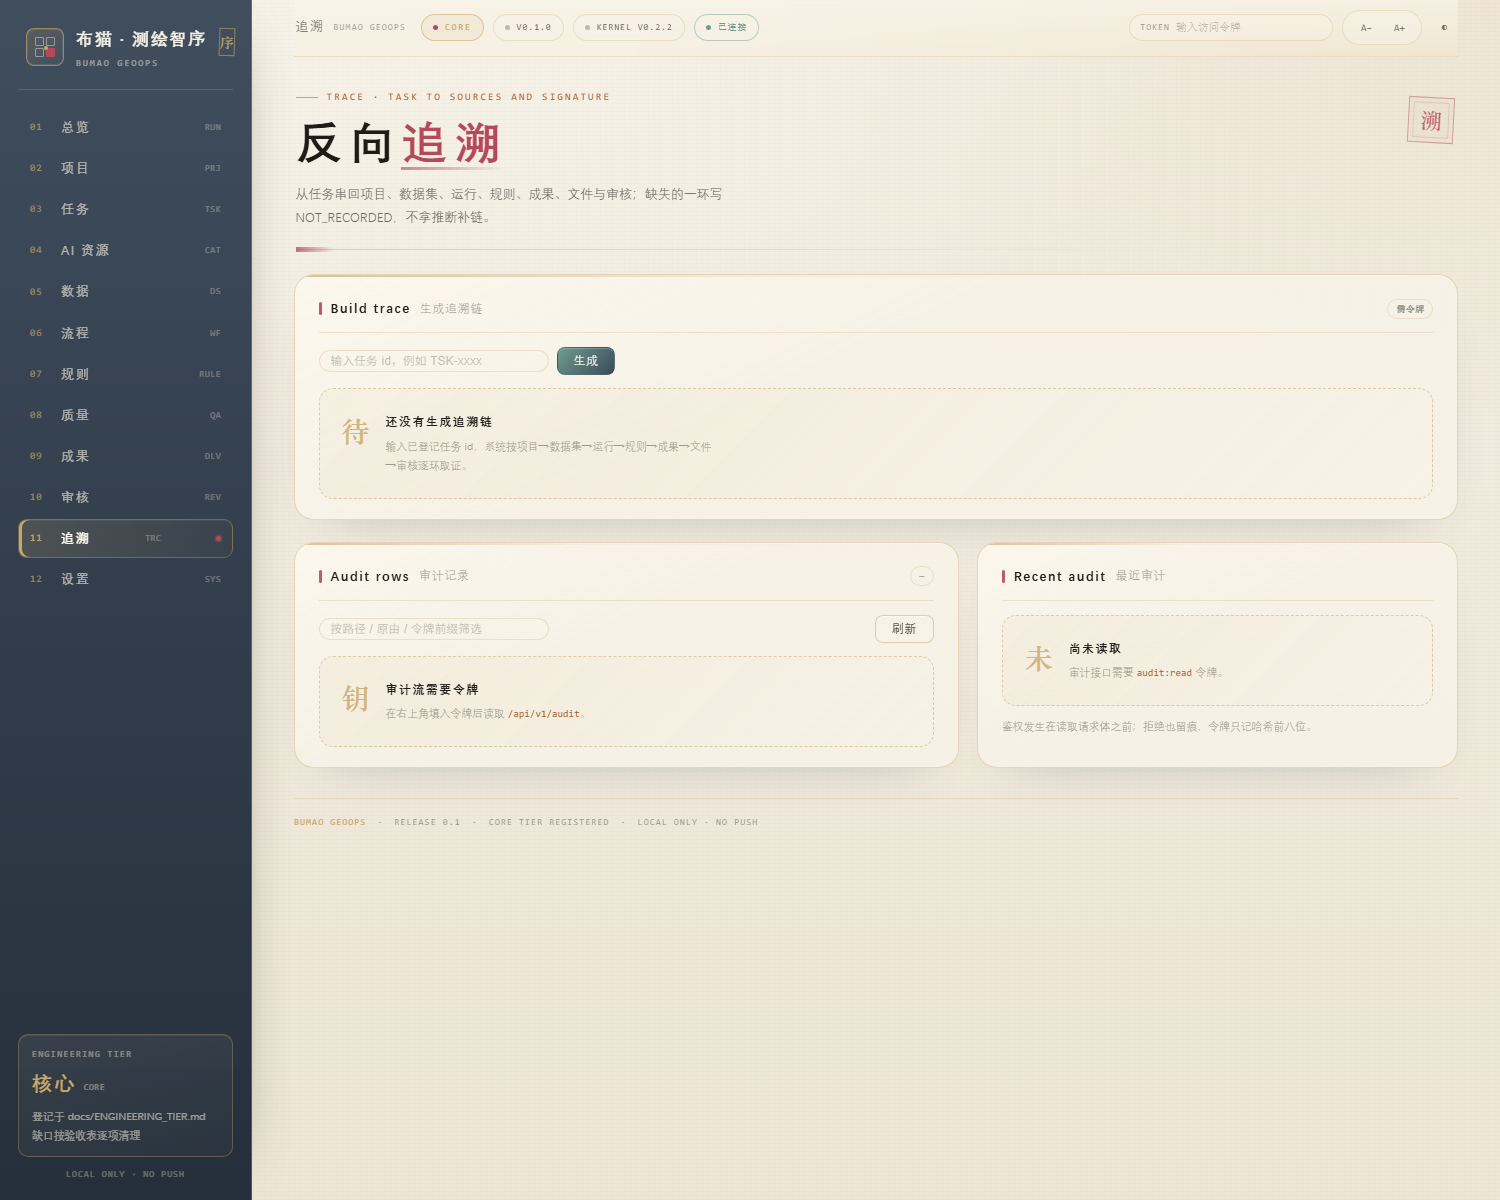 布猫 · 测绘智序
序
BUMAO GEOOPS
01 总览 RUN
02 项目 PRJ
03 任务 TSK
04 AI 资源 CAT
05 数据 DS
06 流程 WF
07 规则 RULE
08 质量 QA
09 成果 DLV
10 审核 REV
11 追溯 TRC
12 设置 SYS
ENGINEERING TIER
核心 CORE
登记于 docs/ENGINEERING_TIER.md
缺口按验收表逐项清理
LOCAL ONLY · NO PUSH
追溯 BUMAO GEOOPS CORE V0.1.0 KERNEL V0.2.2 已连接 TOKEN 输入访问令牌 A− A+
TRACE · TASK TO SOURCES AND SIGNATURE
反向追溯
溯
从任务串回项目、数据集、运行、规则、成果、文件与审核；缺失的一环写
NOT_RECORDED，不拿推断补链。
Build trace 生成追溯链 需令牌
输入任务 id，例如 TSK-xxxx 生成
待
还没有生成追溯链
输入已登记任务 id，系统按项目→数据集→运行→规则→成果→文件
→审核逐环取证。
Audit rows 审计记录 —
按路径 / 原由 / 令牌前缀筛选 刷新
钥
审计流需要令牌
在右上角填入令牌后读取 /api/v1/audit。
Recent audit 最近审计
未
尚未读取
审计接口需要 audit:read 令牌。
鉴权发生在读取请求体之前；拒绝也留痕，令牌只记哈希前八位。
BUMAO GEOOPS · RELEASE 0.1 · CORE TIER REGISTERED · LOCAL ONLY · NO PUSH